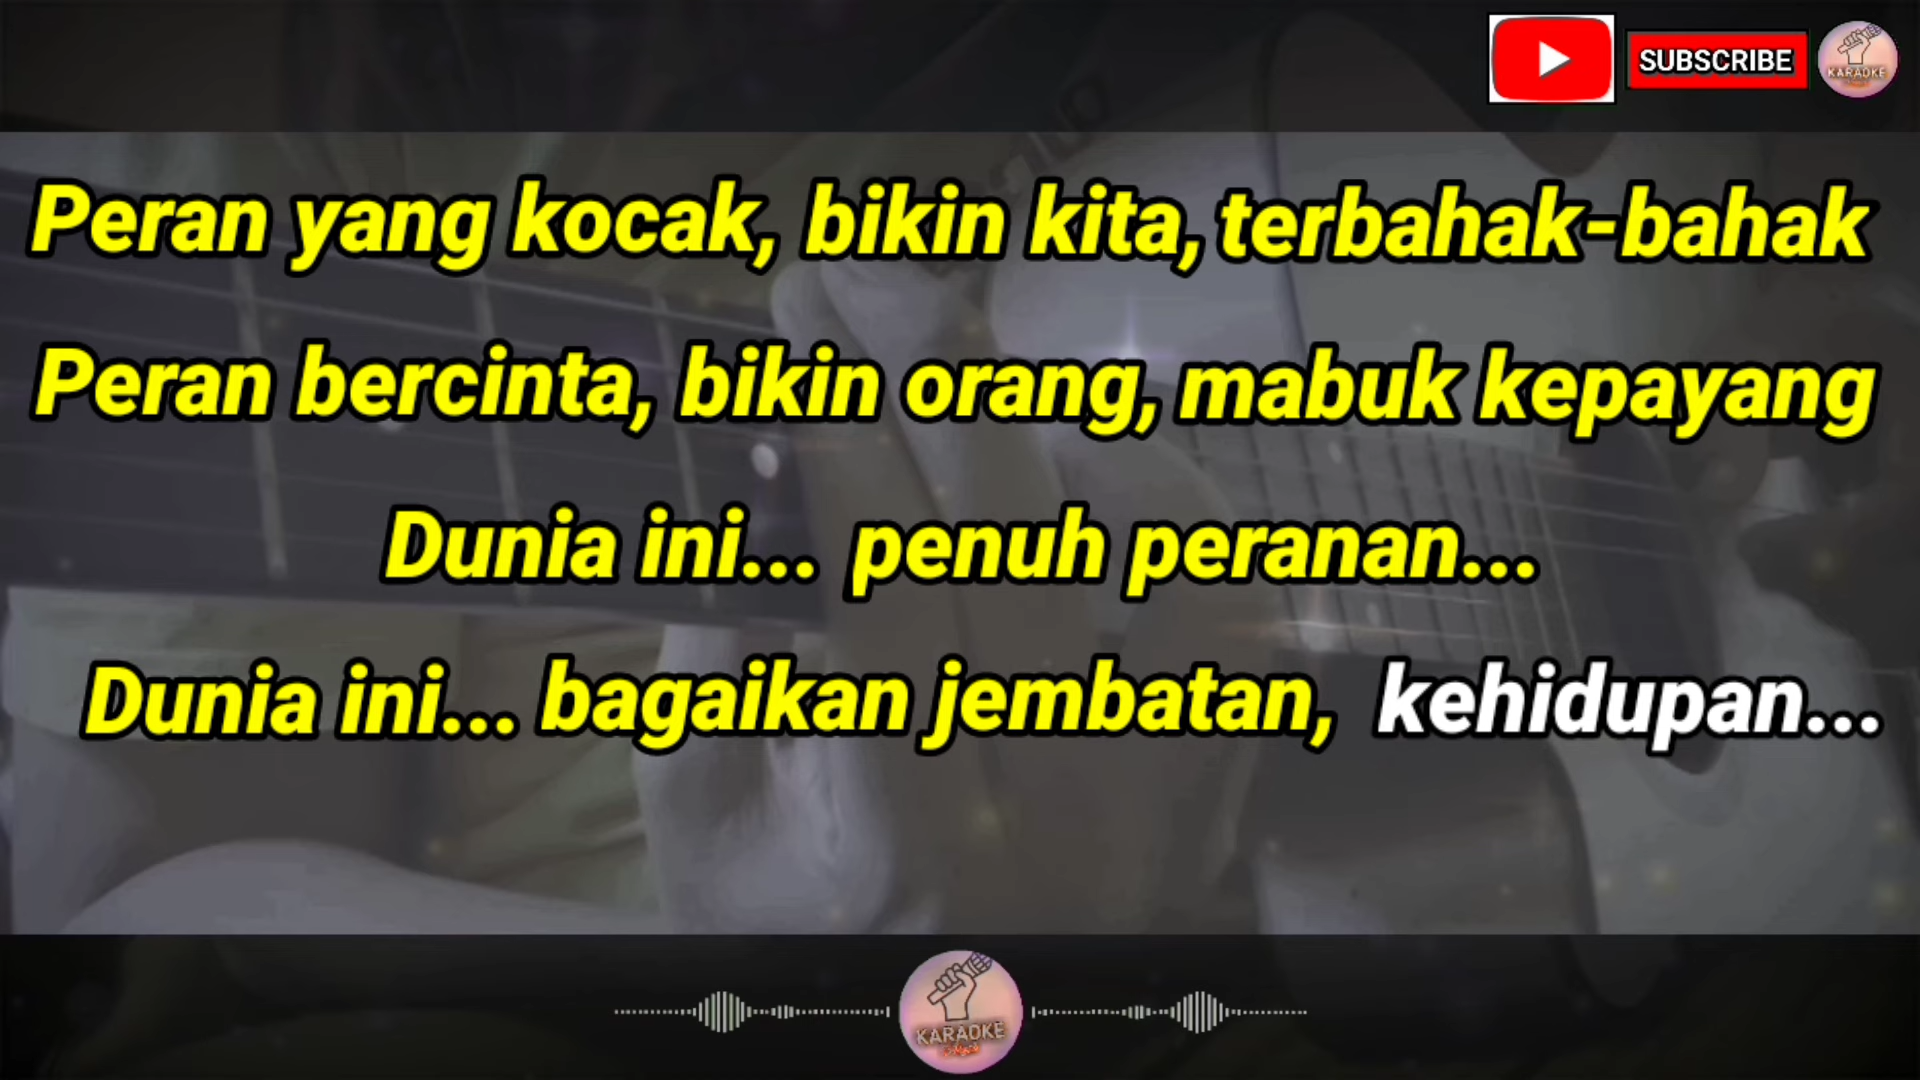 SUBSCRIBE
KARAOKE
Peran yang kocak, bikin kita, terbahak-bahak
Peran bercinta, bikin orang, mabuk kepayang
Dunia ini... penuh peranan...
Dunia ini... bagaikan jembatan, kehidupan...
KARAOKE